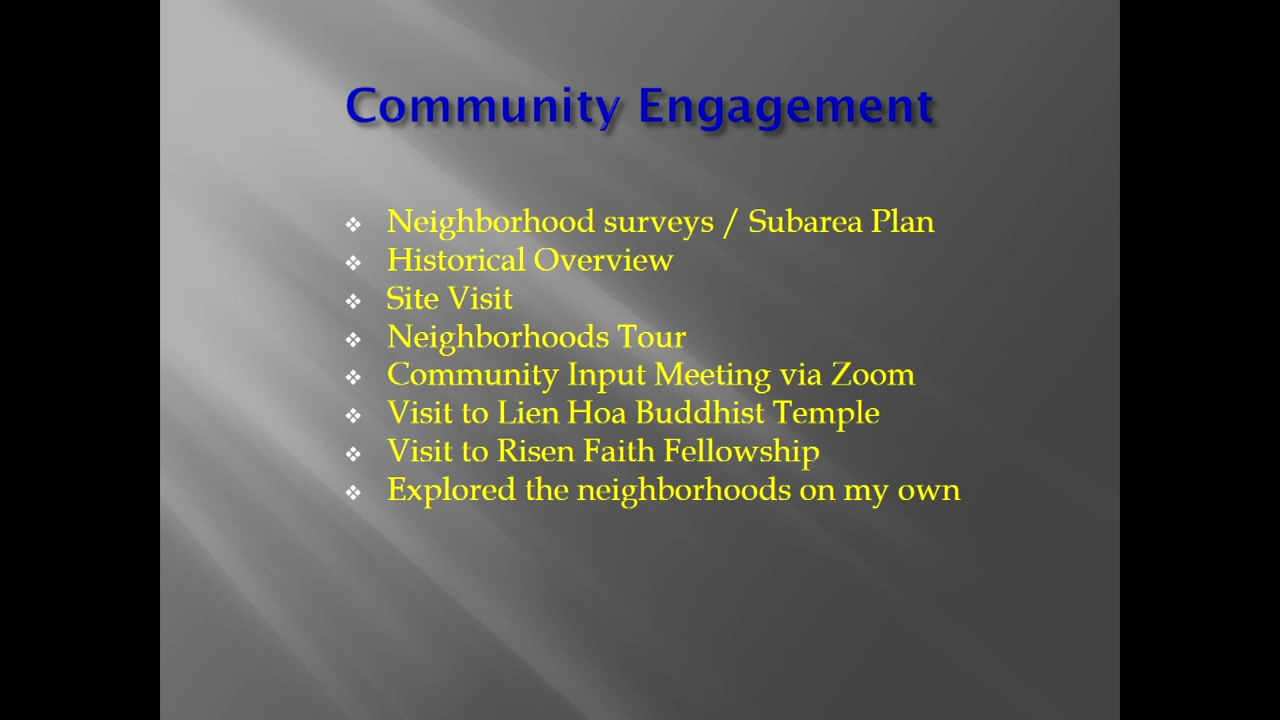 Community Engagement
Neighborhood surveys / Subarea Plan
Historical Overview
Site Visit
Neighborhoods Tour
Community Input Meeting via Zoom
Visit to Lien Hoa Buddhist Temple
Visit to Risen Faith Fellowship
Explored the neighborhoods on my own